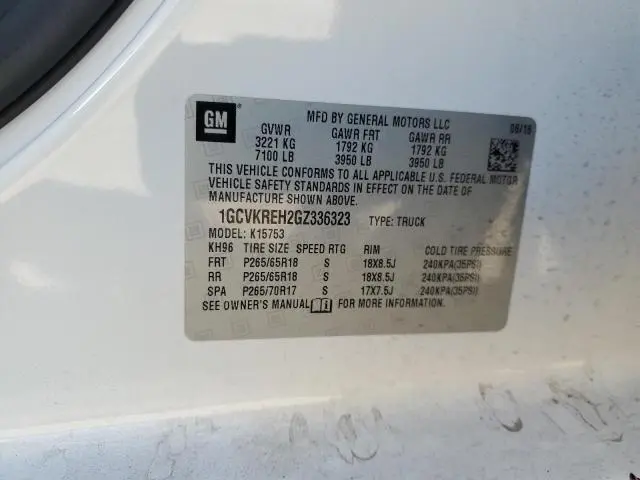 GM
MFD BY GENERAL MOTORS LLC
06/16
GVWR GAWR FRT GAWR RR
3221 KG 1792 KG 1792 KG
7100 LB 3950 LB 3950 LB
THIS VEHICLE CONFORMS TO ALL APPLICABLE U.S. FEDERAL MOTOR
VEHICLE SAFETY STANDARDS IN EFFECT ON THE DATE OF
MANUFACTURE SHOWN ABOVE.
1GCVKREH2GZ336323 TYPE: TRUCK
MODEL: K15753
KH96 TIRE SIZE SPEED RTG RIM COLD TIRE PRESSURE
FRT P265/65R18 S 18X8.5J 240KPA(35PSI)
RR P265/65R18 S 18X8.5J 240KPA(35PSI)
SPA P265/70R17 S 17X7.5J 240KPA(35PSI)
SEE OWNER'S MANUAL FOR MORE INFORMATION.